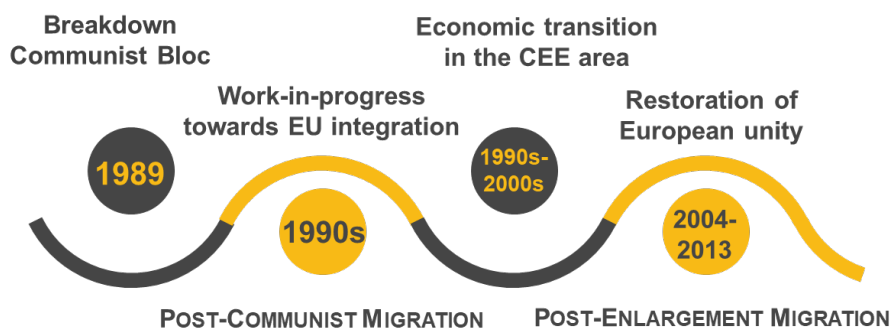 Breakdown
Communist Bloc
1989
Work-in-progress
towards EU integration
1990s
Economic transition
in the CEE area
1990s-
2000s
Restoration of
European unity
2004-
2013
POST-COMMUNIST MIGRATION
POST-ENLARGEMENT MIGRATION